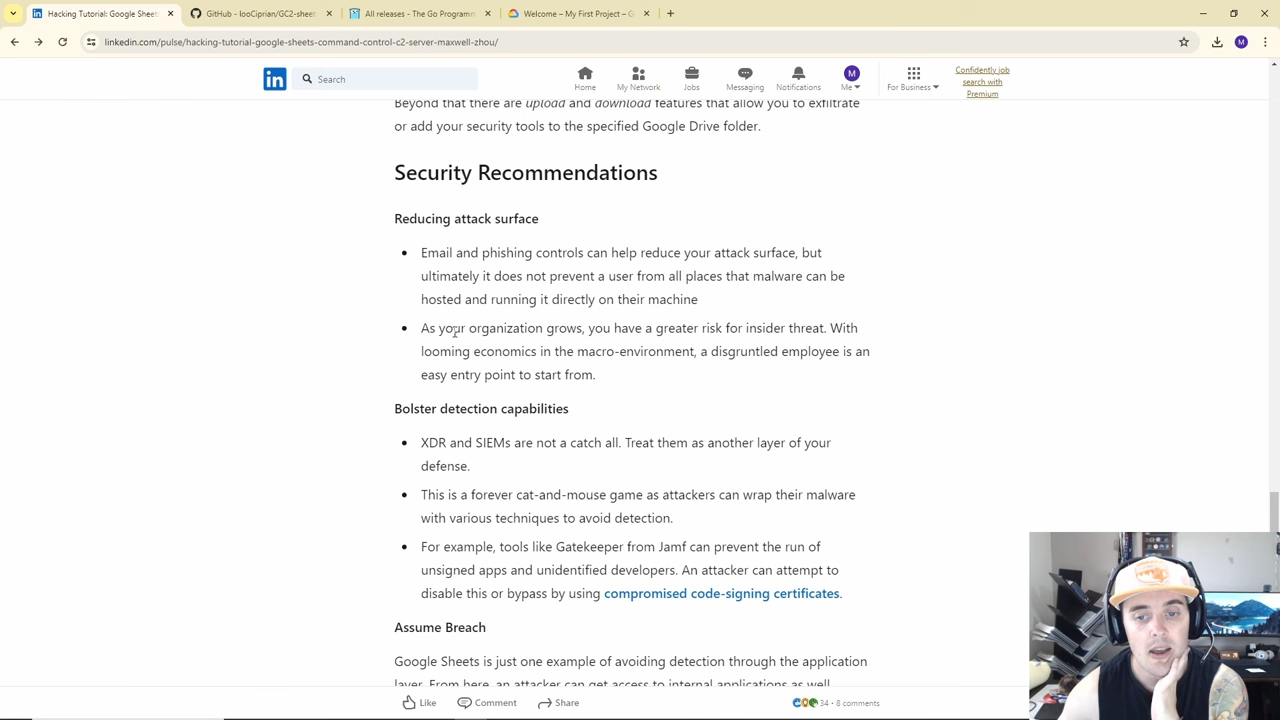 Hacking Tutorial: Google Sheets
GitHub - looCiprian/GC2-sheet:
All releases - The Go Programm
Welcome – My First Project – G
linkedin.com/pulse/hacking-tutorial-google-sheets-command-control-c2-server-maxwell-zhou/
M
in
Search
Home
My Network
Jobs
Messaging
Notifications
M
Me
For Business
Confidently job
search with
Premium
Beyond that there are upload and download features that allow you to exfiltrate
or add your security tools to the specified Google Drive folder.
Security Recommendations
Reducing attack surface
• Email and phishing controls can help reduce your attack surface, but
ultimately it does not prevent a user from all places that malware can be
hosted and running it directly on their machine
• As your organization grows, you have a greater risk for insider threat. With
looming economics in the macro-environment, a disgruntled employee is an
easy entry point to start from.
Bolster detection capabilities
• XDR and SIEMs are not a catch all. Treat them as another layer of your
defense.
• This is a forever cat-and-mouse game as attackers can wrap their malware
with various techniques to avoid detection.
• For example, tools like Gatekeeper from Jamf can prevent the run of
unsigned apps and unidentified developers. An attacker can attempt to
disable this or bypass by using compromised code-signing certificates.
Assume Breach
Google Sheets is just one example of avoiding detection through the application
layer. From here, an attacker can get access to internal applications as well
Like
Comment
Share
34 · 8 comments